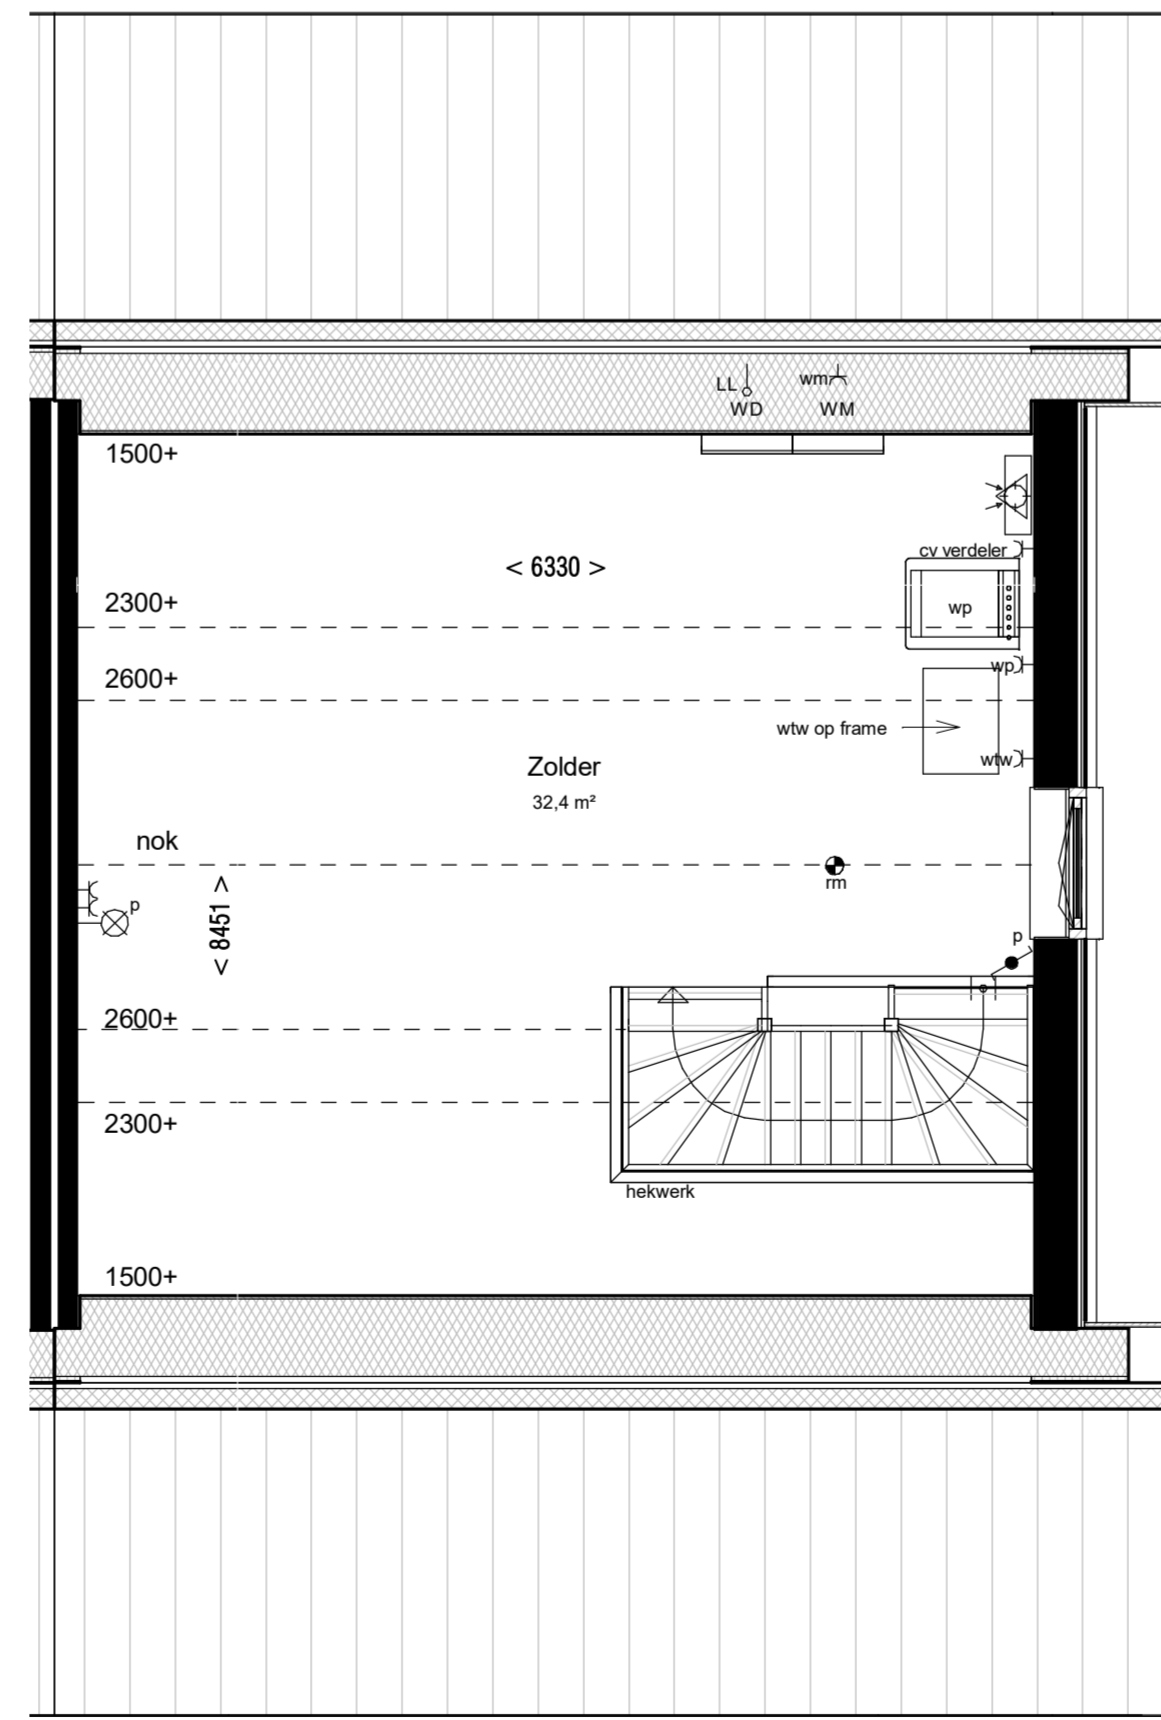 LL
wm
WD
WM
1500+
cv verdeler
< 6330 >
2300+
wp
wp
2600+
wtw op frame
wtw
Zolder
32,4 m²
nok
rm
p
< 8451 >
p
2600+
2300+
hekwerk
1500+